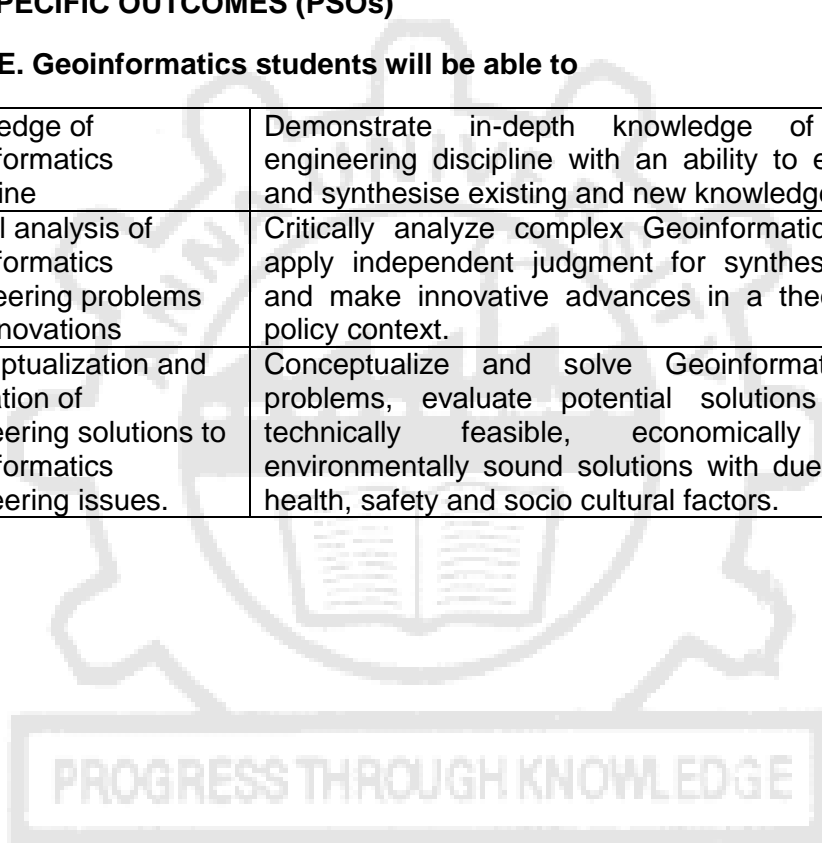 PECIFIC OUTCOMES (PSOs)
E. Geoinformatics students will be able to
edge of
formatics
ine
Demonstrate in-depth knowledge of
engineering discipline with an ability to e
and synthesise existing and new knowledge
l analysis of
formatics
eering problems
novations
Critically analyze complex Geoinformatic
apply independent judgment for synthes
and make innovative advances in a theo
policy context.
ptualization and
ation of
eering solutions to
formatics
eering issues.
Conceptualize and solve Geoinformat
problems, evaluate potential solutions
technically feasible, economically
environmentally sound solutions with due
health, safety and socio cultural factors.
ANNA UNIVERSITY
PROGRESS THROUGH KNOWLEDGE